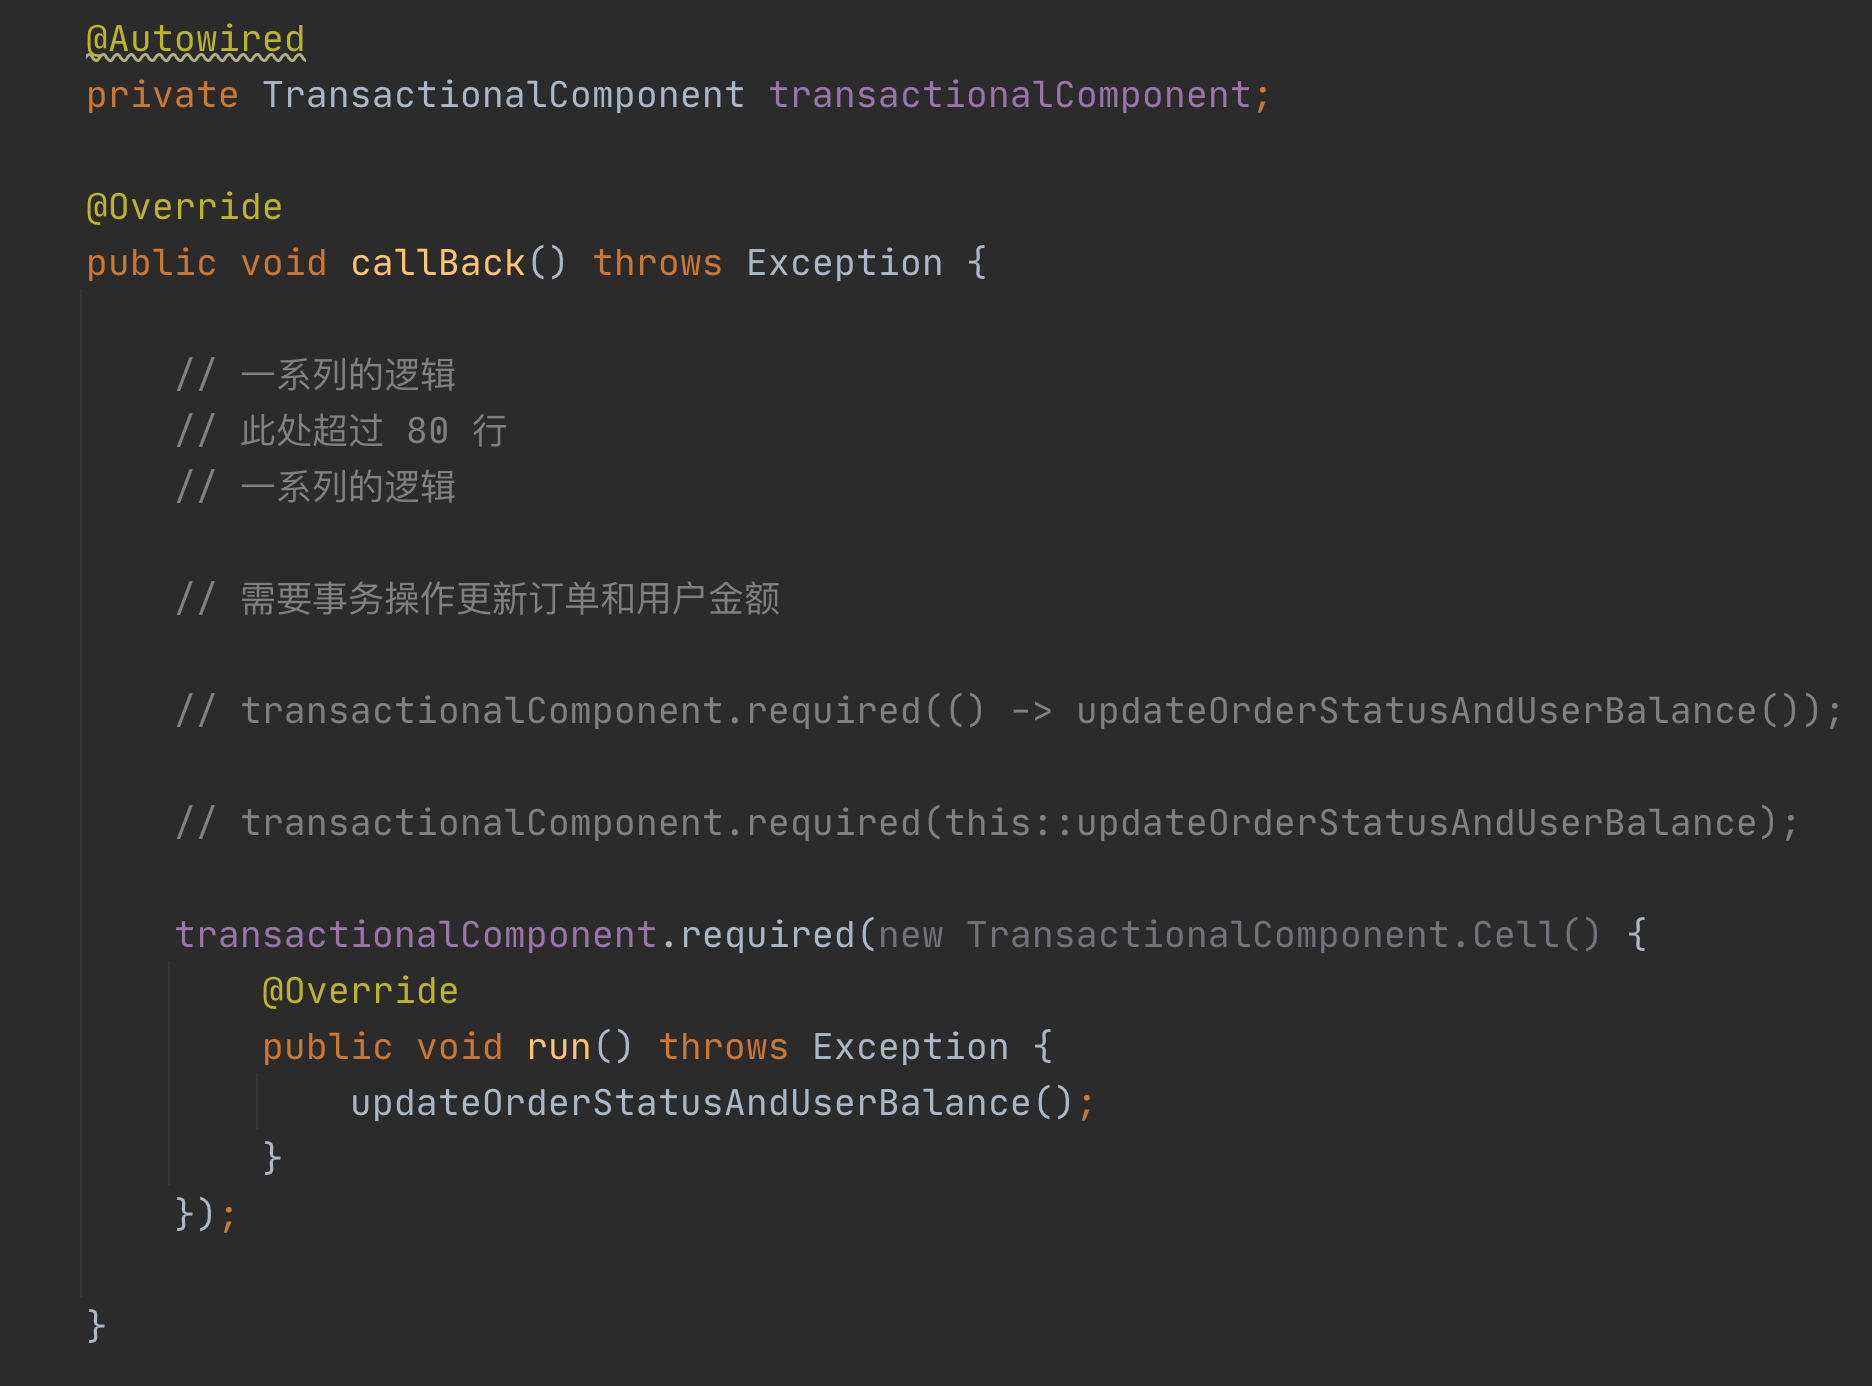 @Autowired
private TransactionalComponent transactionalComponent;
@Override
public void callBack() throws Exception {
// 一系列的逻辑
// 此处超过 80 行
// 一系列的逻辑
// 需要事务操作更新订单和用户金额
// transactionalComponent.required(() -> updateOrderStatusAndUserBalance());
// transactionalComponent.required(this::updateOrderStatusAndUserBalance);
transactionalComponent.required(new TransactionalComponent.Cell() {
@Override
public void run() throws Exception {
updateOrderStatusAndUserBalance();
}
});
}